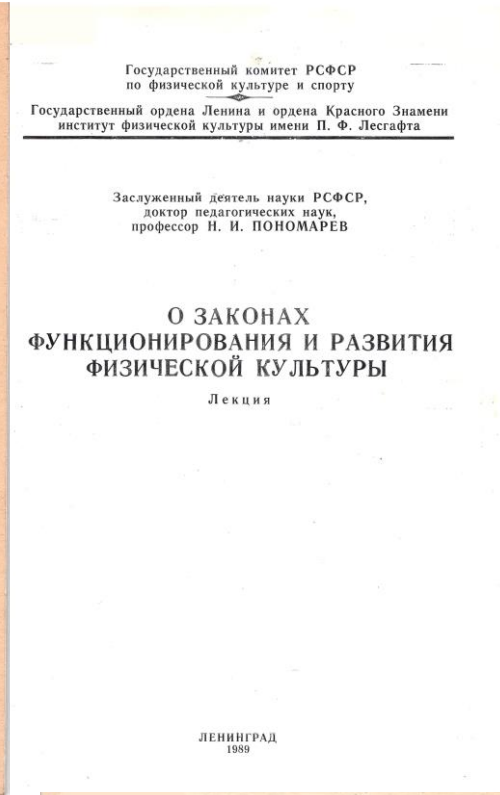 Государственный комитет РСФСР
по физической культуре и спорту
Государственный ордена Ленина и ордена Красного Знамени
институт физической культуры имени П. Ф. Лесгафта
Заслуженный деятель науки РСФСР,
доктор педагогических наук,
профессор Н. И. ПОНОМАРЕВ
О ЗАКОНАХ
ФУНКЦИОНИРОВАНИЯ И РАЗВИТИЯ
ФИЗИЧЕСКОЙ КУЛЬТУРЫ
Лекция
ЛЕНИНГРАД
1989